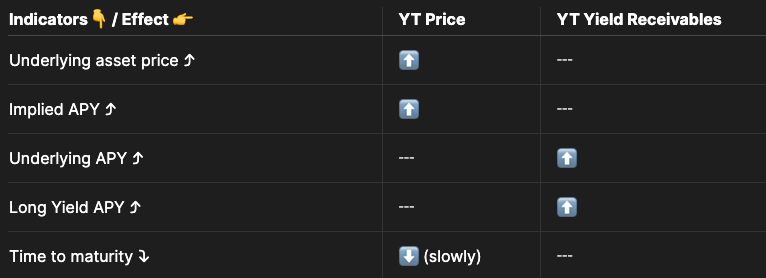 Indicators👇 / Effect 👉 YT Price YT Yield Receivables
Underlying asset price ⤴ ⬆️ ---
Implied APY ⤴ ⬆️ ---
Underlying APY ⤴ --- ⬆️
Long Yield APY ⤴ --- ⬆️
Time to maturity ⤵ ⬇️ (slowly) ---